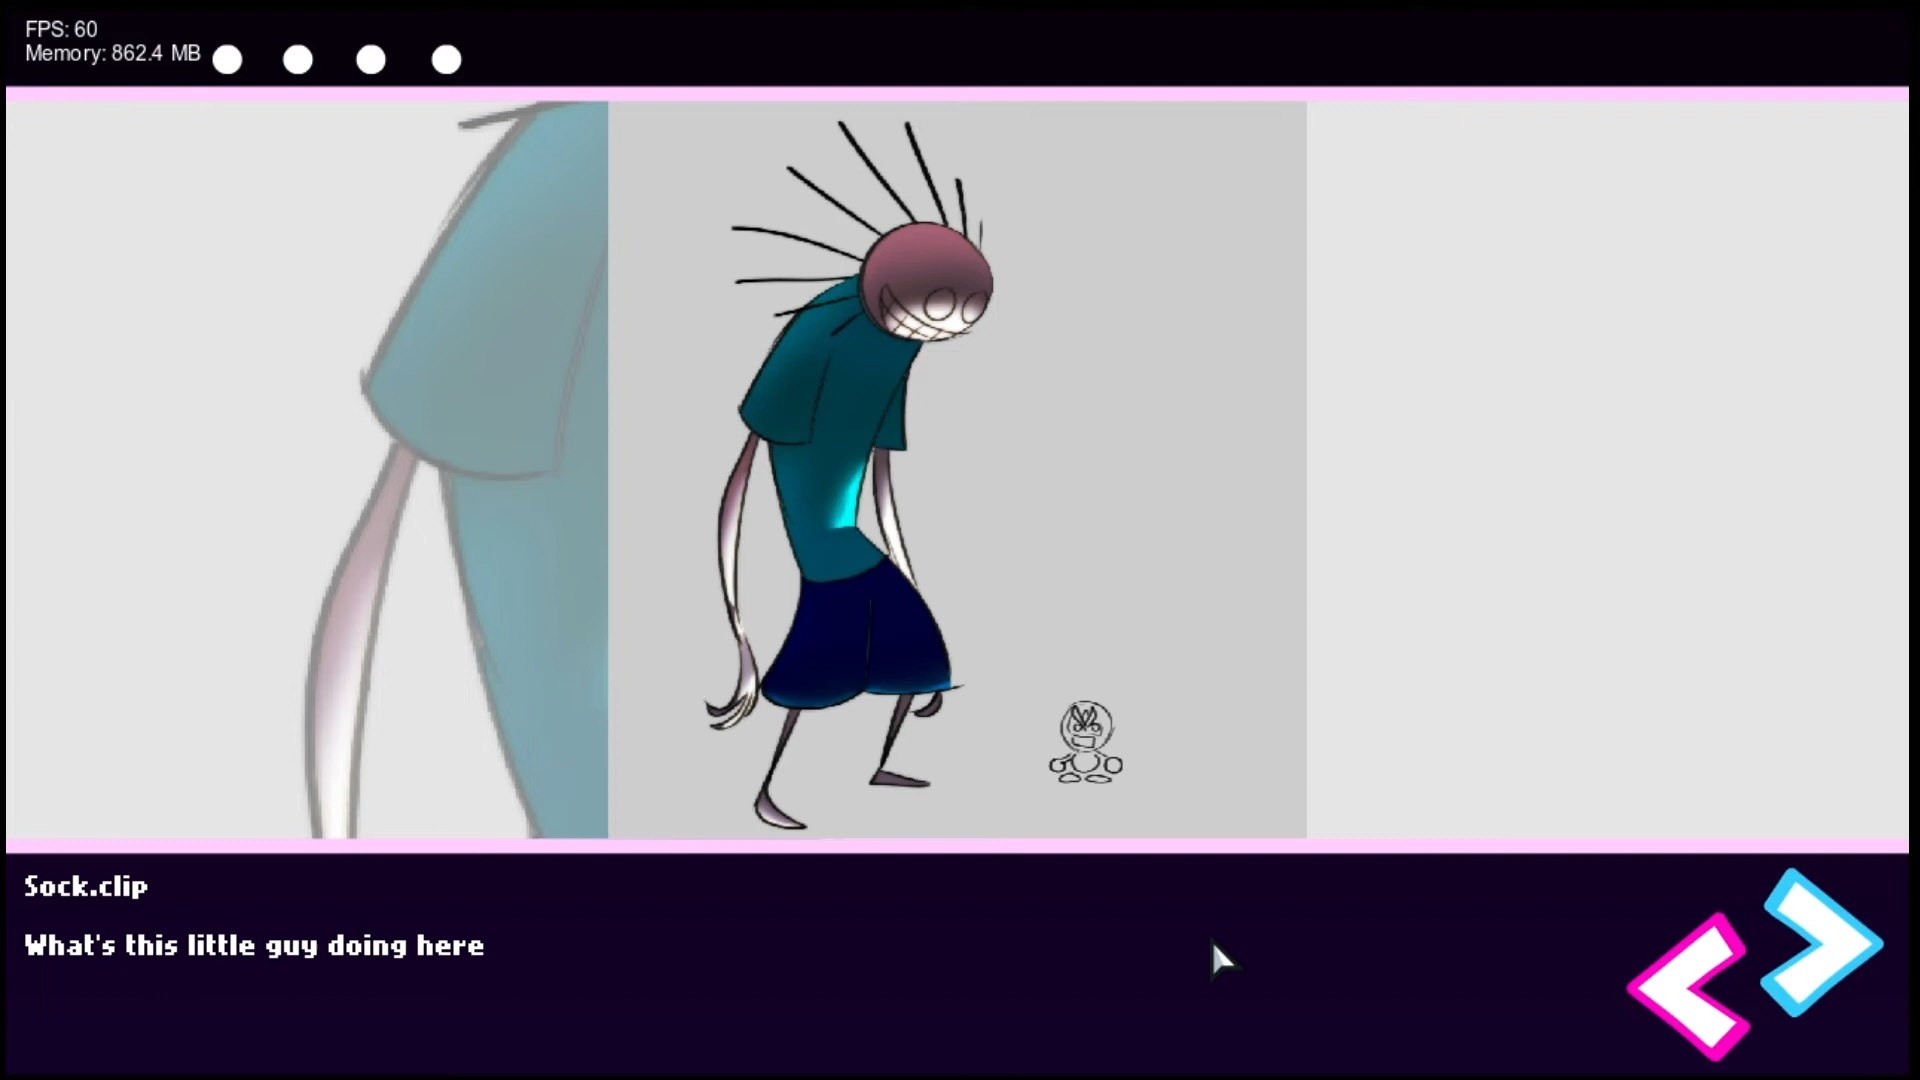 FPS: 60
Memory: 862.4 MB
Sock.clip
What's this little guy doing here